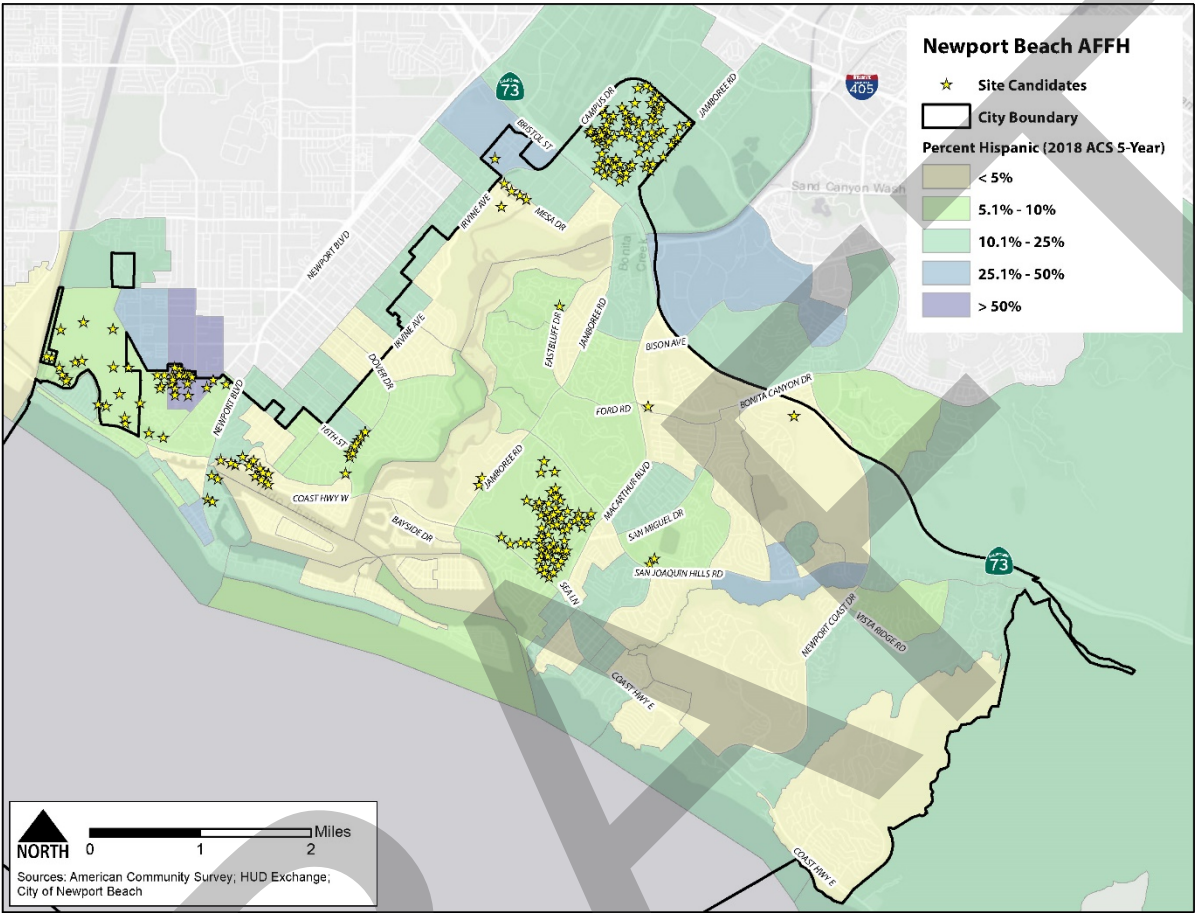 Newport Beach AFFH
Site Candidates
City Boundary
Percent Hispanic (2018 ACS 5-Year)
< 5%
5.1% - 10%
10.1% - 25%
25.1% - 50%
> 50%
73
CAMPUS DR
JAMBOREE RD
INTERSTATE
405
BRISTOL ST
Sand Canyon Wash
IRVINE AVE
MESA DR
NEWPORT BLVD
Bonita
Creek
EASTBLUFF DR
JAMBOREE RD
IRVINE AVE
BISON AVE
DOVER DR
BONITA CANYON DR
NEWPORT BLVD
FORD RD
16TH ST
JAMBOREE RD
MACARTHUR BLVD
COAST HWY W
BAYSIDE DR
SAN MIGUEL DR
SAN JOAQUIN HILLS RD
73
SEA LN
NEWPORT COAST DR
VISTA RIDGE RD
COAST HWY E
COAST HWY E
NORTH
0 1 2
Miles
Sources: American Community Survey; HUD Exchange;
City of Newport Beach